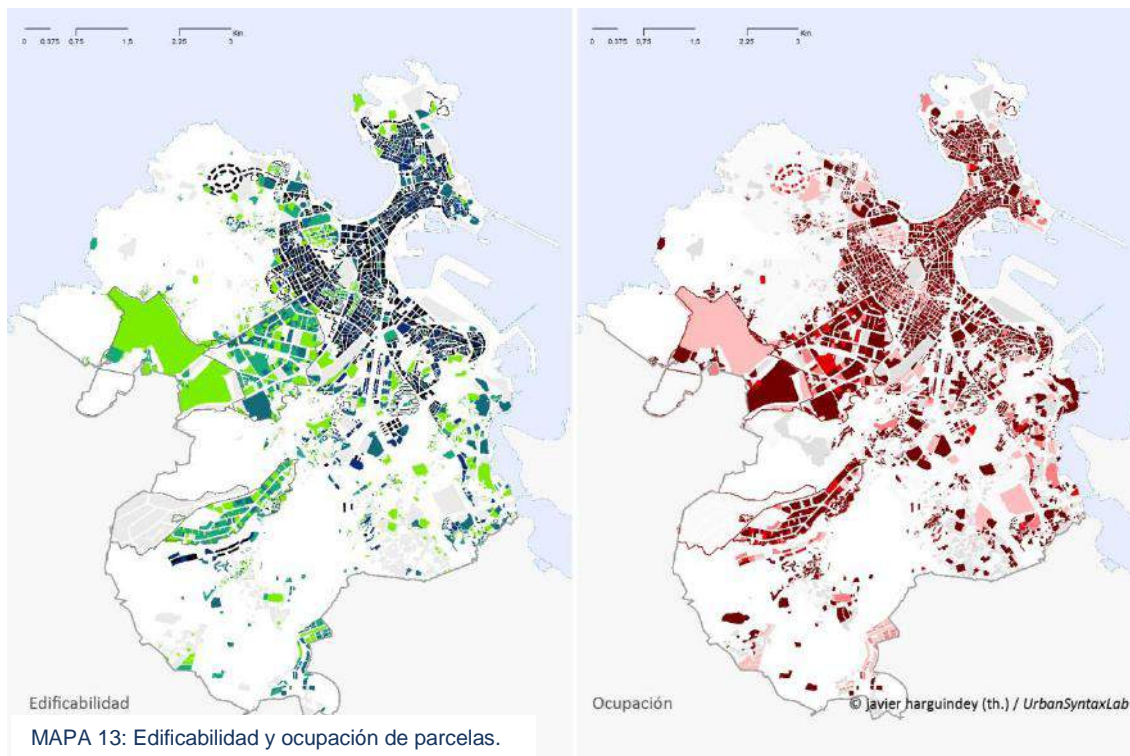 Km.
0 0.375 0,75 1,5 2.25 3
Km.
0 0.375 0,75 1,5 2.25 3
Edificabilidad
Ocupación
© javier harguindey (th.) / UrbanSyntaxLab
MAPA 13: Edificabilidad y ocupación de parcelas.